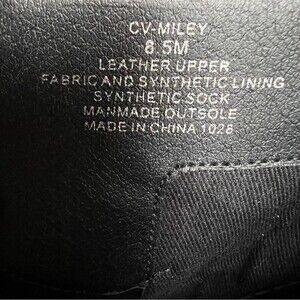 CV-MILEY
8.5M
LEATHER UPPER
FABRIC AND SYNTHETIC LINING
SYNTHETIC SOCK
MANMADE OUTSOLE
MADE IN CHINA 1028